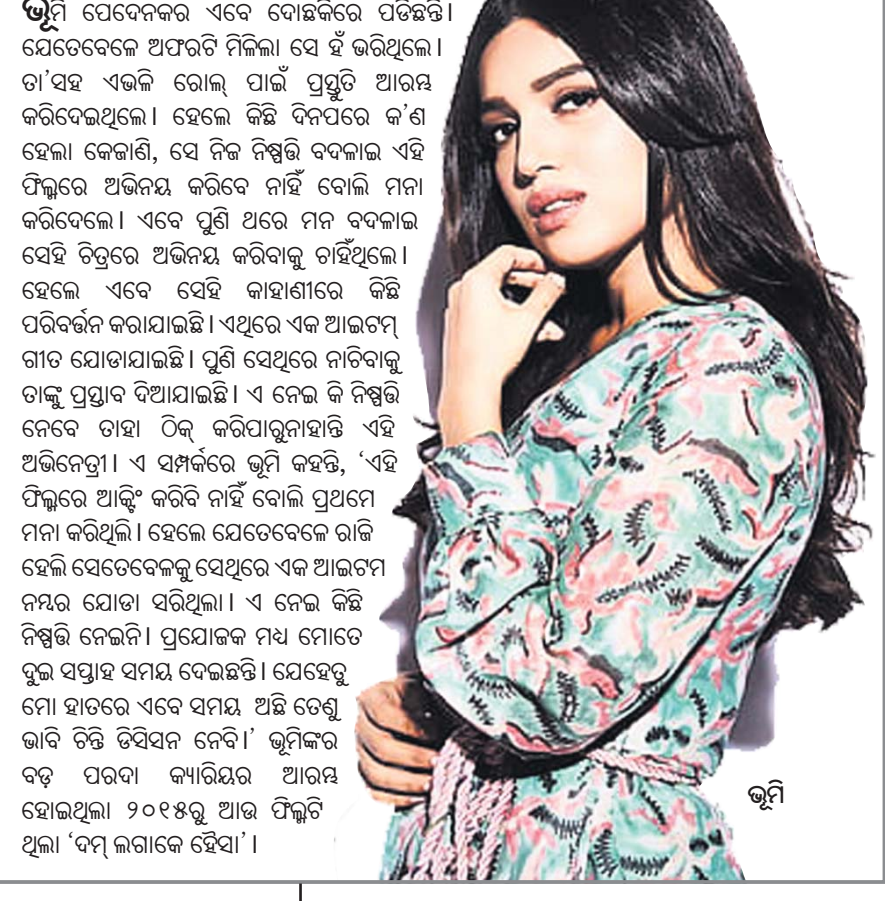 ଭୂମି ପେଦେନକର ଏବେ ଦୋଛକିରେ ପଡିଛନ୍ତି।
ଯେତେବେଳେ ଅଫରଟି ମିଳିଲା ସେ ହଁ ଭରିଥିଲେ।
ତା’ସହ ଏଭଳି ରୋଲ୍ ପାଇଁ ପ୍ରସ୍ତୁତି ଆରମ୍ଭ
କରିଦେଇଥିଲେ। ହେଲେ କିଛି ଦିନପରେ କ’ଣ
ହେଲା କେଜାଣି, ସେ ନିଜ ନିଷ୍ପତ୍ତି ବଦଳାଇ ଏହି
ଫିଲ୍ମରେ ଅଭିନୟ କରିବେ ନାହିଁ ବୋଲି ମନା
କରିଦେଲେ। ଏବେ ପୁଣି ଥରେ ମନ ବଦଳାଇ
ସେହି ଚିତ୍ରରେ ଅଭିନୟ କରିବାକୁ ଚାହିଁଥିଲେ।
ହେଲେ ଏବେ ସେହି କାହାଣୀରେ କିଛି
ପରିବର୍ତ୍ତନ କରାଯାଇଛି। ଏଥିରେ ଏକ ଆଇଟମ୍
ଗୀତ ଯୋଡାଯାଇଛି। ପୁଣି ସେଥିରେ ନାଚିବାକୁ
ତାଙ୍କୁ ପ୍ରସ୍ତାବ ଦିଆଯାଇଛି। ଏ ନେଇ କି ନିଷ୍ପତ୍ତି
ନେବେ ତାହା ଠିକ୍ କରିପାରୁନାହାନ୍ତି ଏହି
ଅଭିନେତ୍ରୀ। ଏ ସମ୍ପର୍କରେ ଭୂମି କହନ୍ତି, ‘ଏହି
ଫିଲ୍ମରେ ଆକ୍ଟିଂ କରିବି ନାହିଁ ବୋଲି ପ୍ରଥମେ
ମନା କରିଥିଲି। ହେଲେ ଯେତେବେଳେ ରାଜି
ହେଲି ସେତେବେଳକୁ ସେଥିରେ ଏକ ଆଇଟମ
ନମ୍ବର ଯୋଡା ସରିଥିଲା। ଏ ନେଇ କିଛି
ନିଷ୍ପତ୍ତି ନେଇନି। ପ୍ରଯୋଜକ ମଧ୍ୟ ମୋତେ
ଦୁଇ ସପ୍ତାହ ସମୟ ଦେଇଛନ୍ତି। ଯେହେତୁ
ମୋ ହାତରେ ଏବେ ସମୟ ଅଛି ତେଣୁ
ଭାବି ଚିନ୍ତି ଡିସିସନ ନେବି।’ ଭୂମିଙ୍କର
ବଡ଼ ପରଦା କ୍ୟାରିୟର ଆରମ୍ଭ
ହୋଇଥିଲା ୨୦୧୫ରୁ ଆଉ ଫିଲ୍ମଟି
ଥିଲା ‘ଦମ୍ ଲଗାକେ ହୈସା’।
ଭୂମି